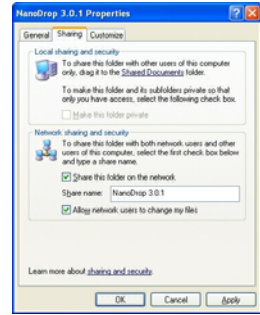 NanoDrop 3.0.1 Properties
General Sharing Customize
Local sharing and security
To share this folder with other users of this computer
only, drag it to the Shared Documents folder.
To make this folder and its subfolders private so that
only you have access, select the following check box.
Make this folder private
Network sharing and security
To share this folder with both network users and other
users of this computer, select the first check box below
and type a share name.
Share this folder on the network
Share name: NanoDrop 3.0.1
Allow network users to change my files
Learn more about sharing and security.
OK Cancel Apply